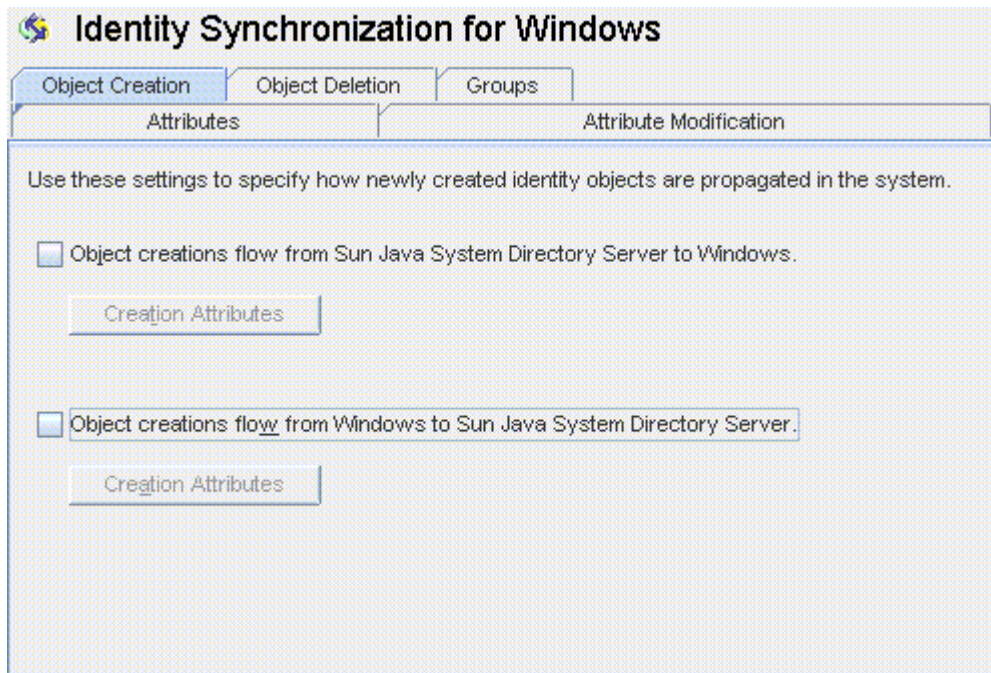 Identity Synchronization for Windows
Object Creation Object Deletion Groups
Attributes Attribute Modification
Use these settings to specify how newly created identity objects are propagated in the system.
Object creations flow from Sun Java System Directory Server to Windows.
Creation Attributes
Object creations flow from Windows to Sun Java System Directory Server.
Creation Attributes